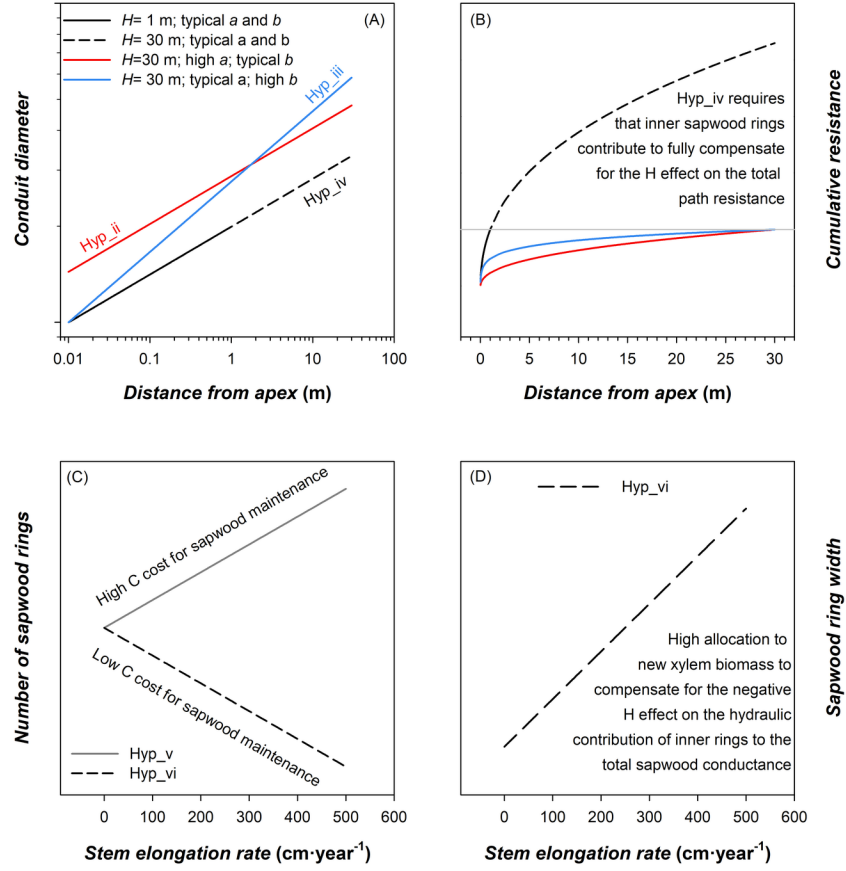 H= 1 m; typical a and b
H= 30 m; typical a and b
H=30 m; high a; typical b
H= 30 m; typical a; high b
(A)
Hyp_iii
Hyp_ii
Hyp_iv
Conduit diameter
0.01 0.1 1 10 100
Distance from apex (m)
(B)
Hyp_iv requires
that inner sapwood rings
contribute to fully compensate
for the H effect on the total
path resistance
Cumulative resistance
0 5 10 15 20 25 30
Distance from apex (m)
(C)
High C cost for sapwood maintenance
Low C cost for sapwood maintenance
Number of sapwood rings
Hyp_v
Hyp_vi
0 100 200 300 400 500 600
Stem elongation rate (cm·year⁻¹)
(D)
Hyp_vi
High allocation to
new xylem biomass to
compensate for the negative
H effect on the hydraulic
contribution of inner rings to the
total sapwood conductance
Sapwood ring width
0 100 200 300 400 500 600
Stem elongation rate (cm·year⁻¹)